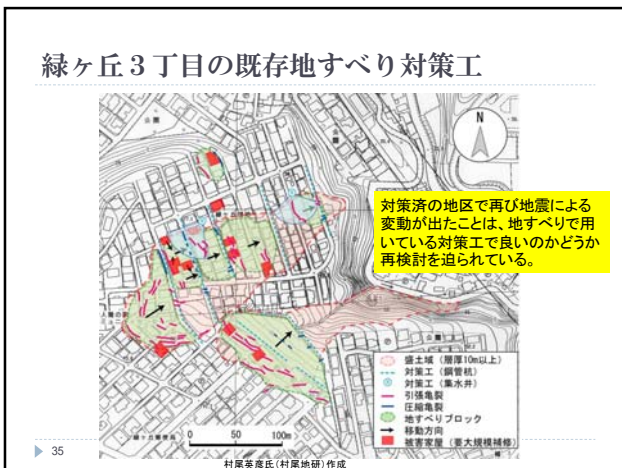 緑ヶ丘３丁目の既存地すべり対策工
公園
N
対策済の地区で再び地震による
変動が出たことは、地すべりで用
いている対策工で良いのかどうか
再検討を迫られている。
公園
盛土域（層厚10m以上）
対策工（鋼管杭）
対策工（集水井）
引張亀裂
圧縮亀裂
地すべりブロック
移動方向
被害家屋（要大規模補修）
0 50 100m
35
村尾英彦氏（村尾地研）作成